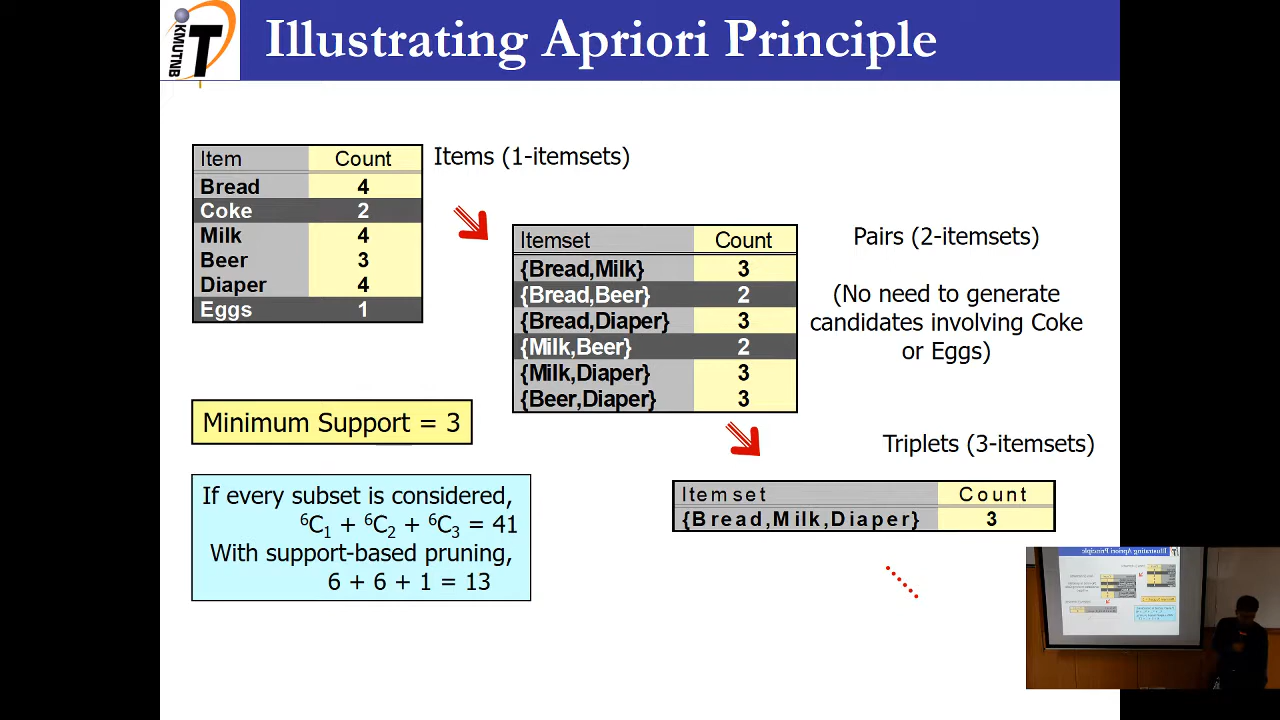 KMUTNB
Illustrating Apriori Principle
Item Count
Bread 4
Coke 2
Milk 4
Beer 3
Diaper 4
Eggs 1
Items (1-itemsets)
Itemset Count
{Bread,Milk} 3
{Bread,Beer} 2
{Bread,Diaper} 3
{Milk,Beer} 2
{Milk,Diaper} 3
{Beer,Diaper} 3
Pairs (2-itemsets)
(No need to generate
candidates involving Coke
or Eggs)
Minimum Support = 3
Triplets (3-itemsets)
Itemset Count
{Bread,Milk,Diaper} 3
If every subset is considered,
⁶C₁ + ⁶C₂ + ⁶C₃ = 41
With support-based pruning,
6 + 6 + 1 = 13
Illustrating Apriori Principle